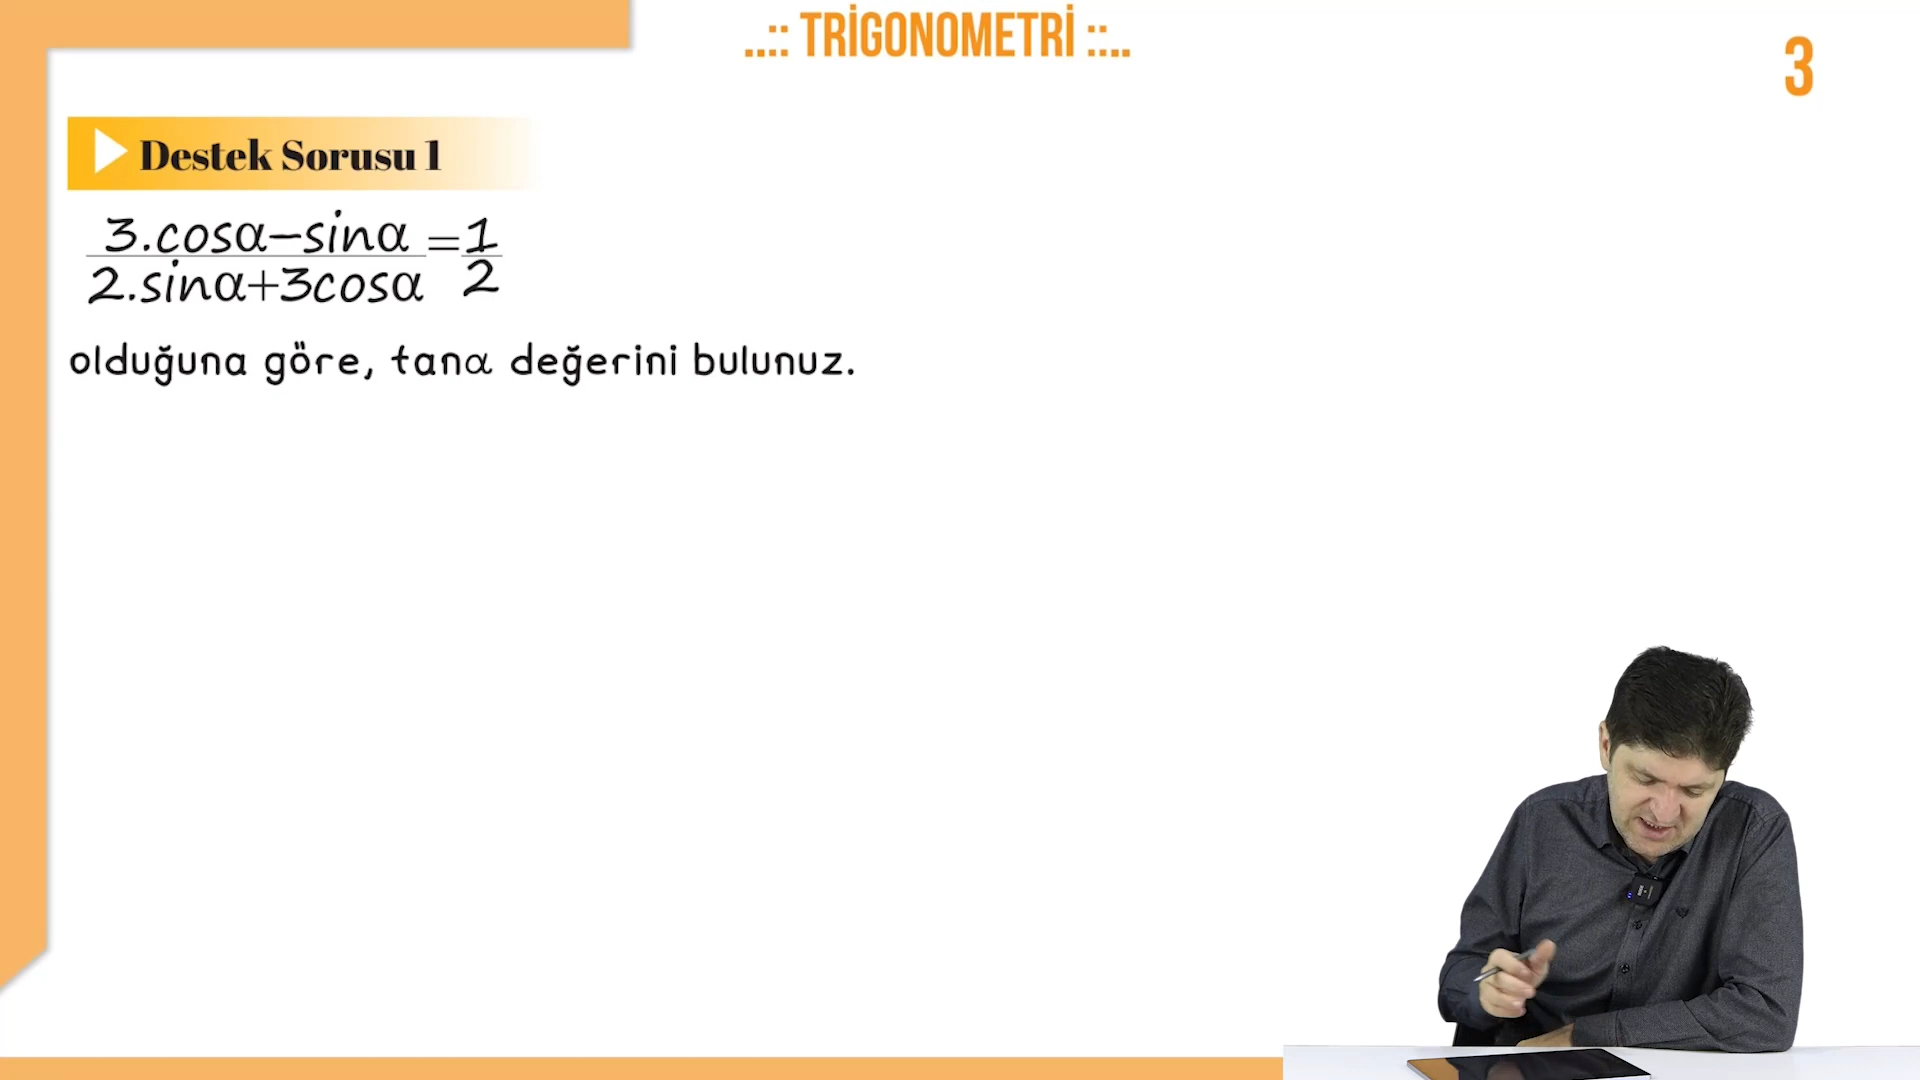 ..:: TRİGONOMETRİ ::..
3
Destek Sorusu 1
3.cosα−sinα / 2.sinα+3cosα = 1/2
olduğuna göre, tanα değerini bulunuz.